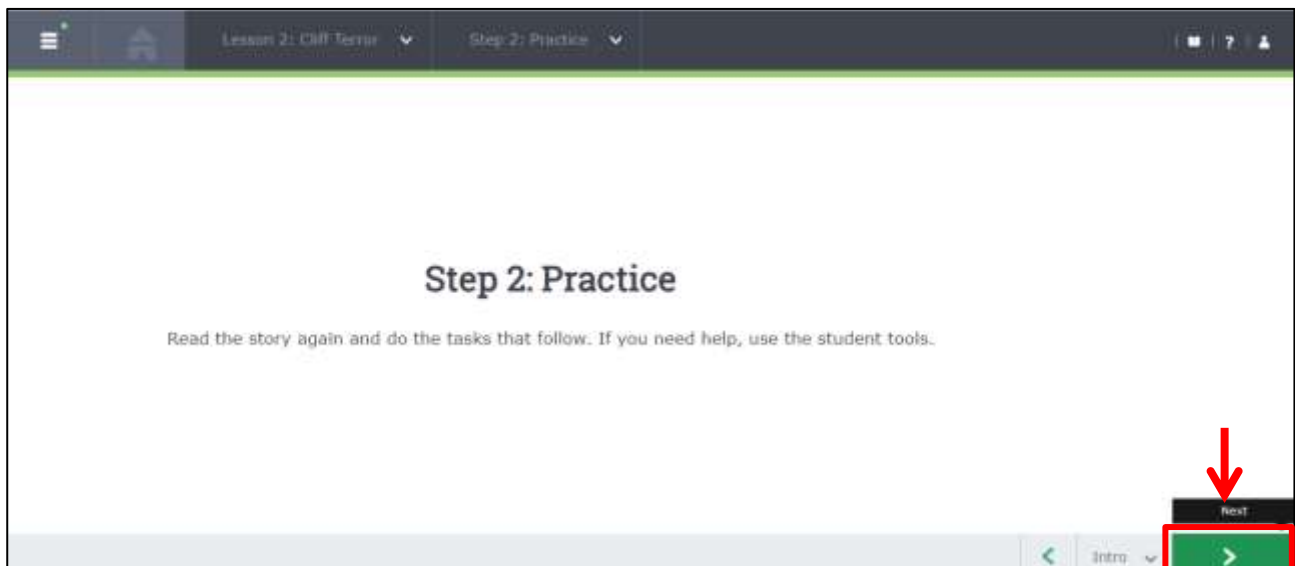 Lesson 2: Cliff Terror
Step 2: Practice
?
Step 2: Practice
Read the story again and do the tasks that follow. If you need help, use the student tools.
Next
Intro